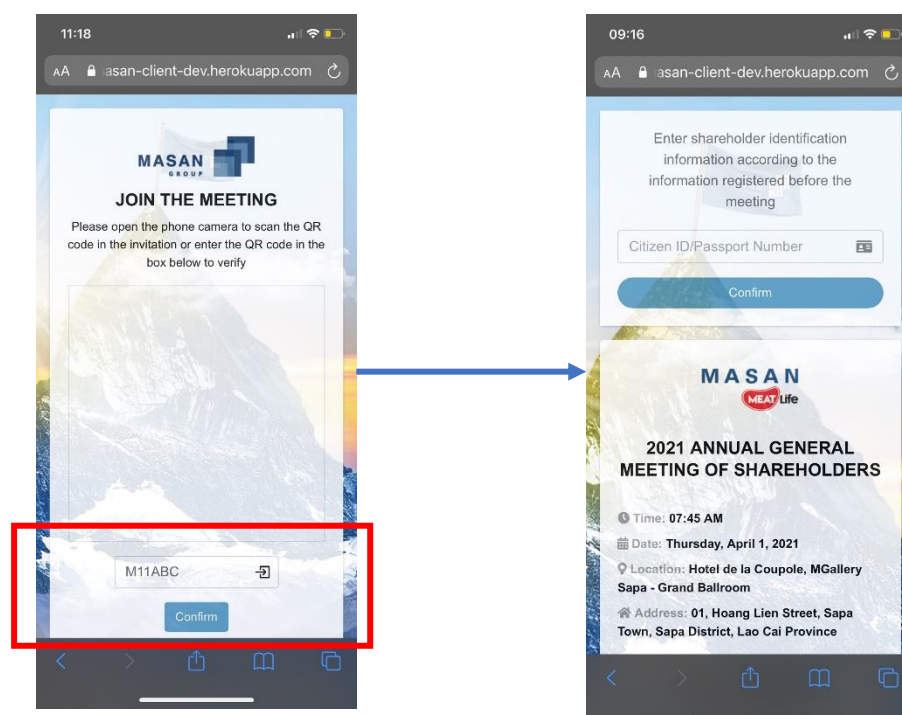 11:18
AA asan-client-dev.herokuapp.com
MASAN
GROUP
JOIN THE MEETING
Please open the phone camera to scan the QR
code in the invitation or enter the QR code in the
box below to verify
M11ABC
Confirm
09:16
AA asan-client-dev.herokuapp.com
Enter shareholder identification
information according to the
information registered before the
meeting
Citizen ID/Passport Number
Confirm
MASAN
MEATLife
2021 ANNUAL GENERAL
MEETING OF SHAREHOLDERS
Time: 07:45 AM
Date: Thursday, April 1, 2021
Location: Hotel de la Coupole, MGallery
Sapa - Grand Ballroom
Address: 01, Hoang Lien Street, Sapa
Town, Sapa District, Lao Cai Province